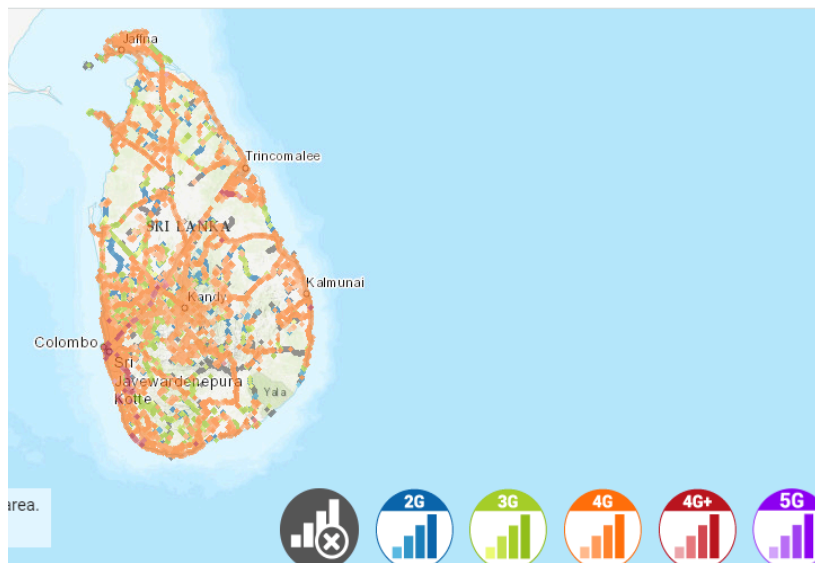 Jaffna
Trincomalee
SRI LANKA
Kalmunai
Kandy
Colombo
Sri
Jayewardenepura
Kotte
Yala
area.
2G
3G
4G
4G+
5G